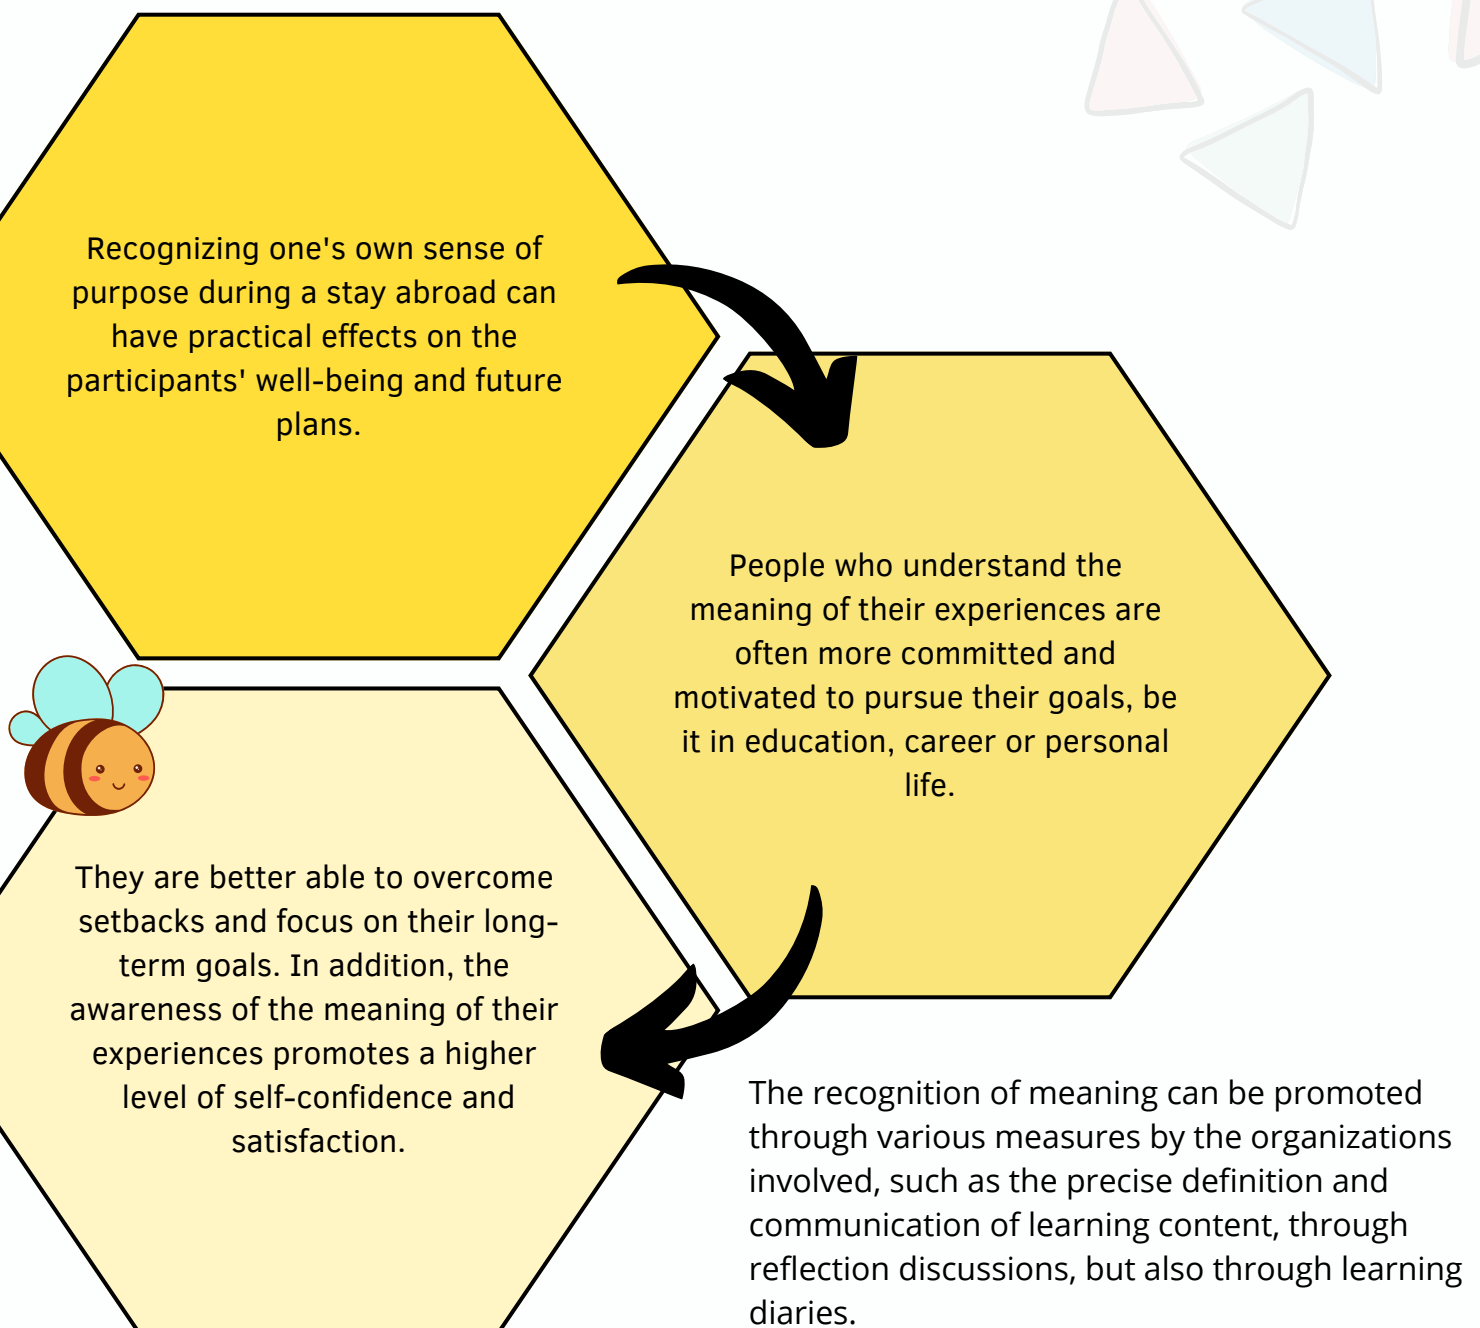 Recognizing one's own sense of
purpose during a stay abroad can
have practical effects on the
participants' well-being and future
plans.
People who understand the
meaning of their experiences are
often more committed and
motivated to pursue their goals, be
it in education, career or personal
life.
They are better able to overcome
setbacks and focus on their long-
term goals. In addition, the
awareness of the meaning of their
experiences promotes a higher
level of self-confidence and
satisfaction.
The recognition of meaning can be promoted
through various measures by the organizations
involved, such as the precise definition and
communication of learning content, through
reflection discussions, but also through learning
diaries.